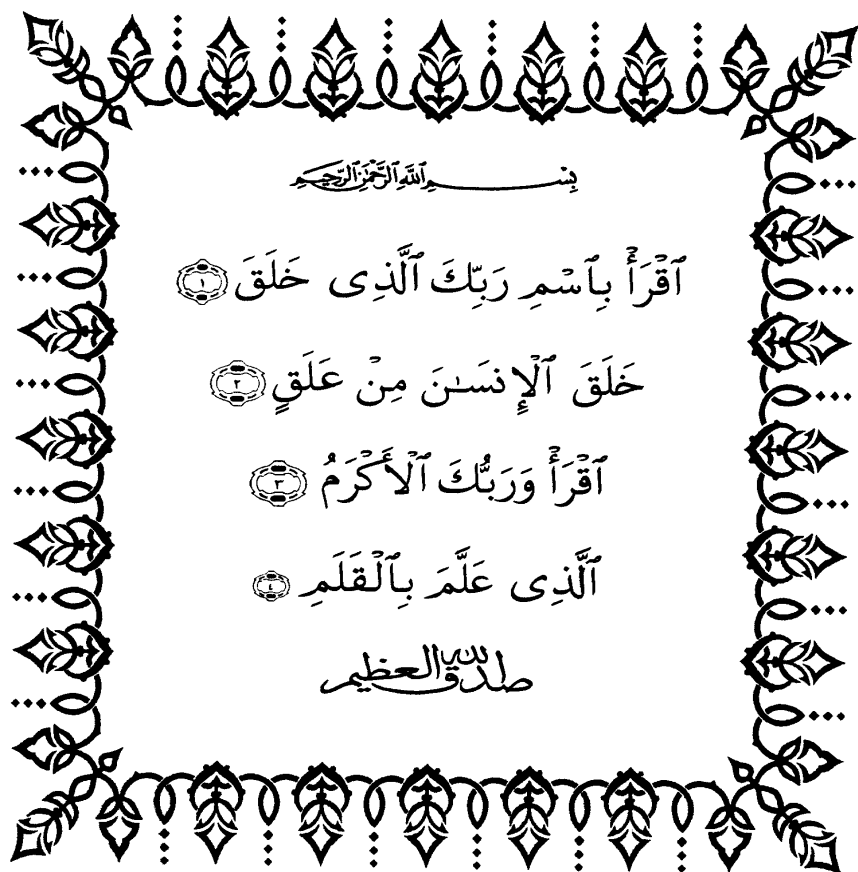 بِسْمِ ٱللَّهِ ٱلرَّحْمَٰنِ ٱلرَّحِيمِ
ٱقْرَأْ بِٱسْمِ رَبِّكَ ٱلَّذِى خَلَقَ ١
خَلَقَ ٱلْإِنسَـٰنَ مِنْ عَلَقٍ ٢
ٱقْرَأْ وَرَبُّكَ ٱلْأَكْرَمُ ٣
ٱلَّذِى عَلَّمَ بِٱلْقَلَمِ ٤
صدق الله العظيم